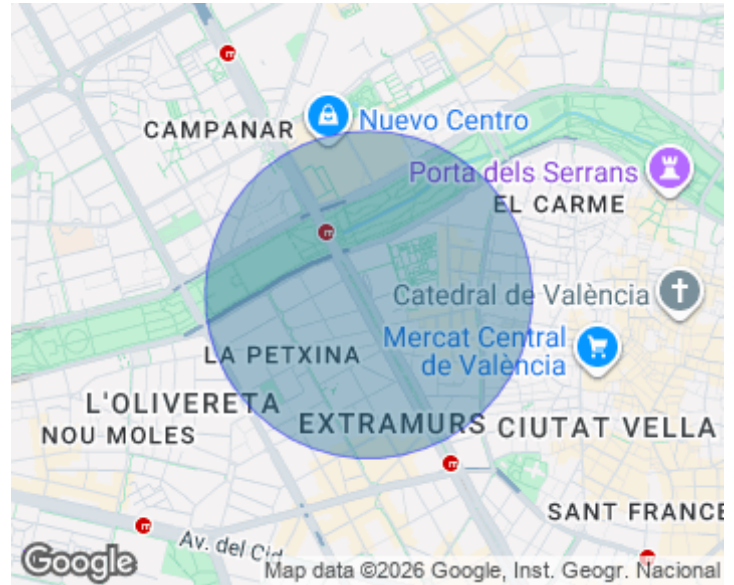 CAMPANAR
Nuevo Centro
Porta dels Serrans
EL CARME
Catedral de València
Mercat Central
de València
LA PETXINA
L'OLIVERETA
NOU MOLES
EXTRAMURS
CIUTAT VELLA
SANT FRANCE
Av. del Cid
Google
Map data ©2026 Google, Inst. Geogr. Nacional